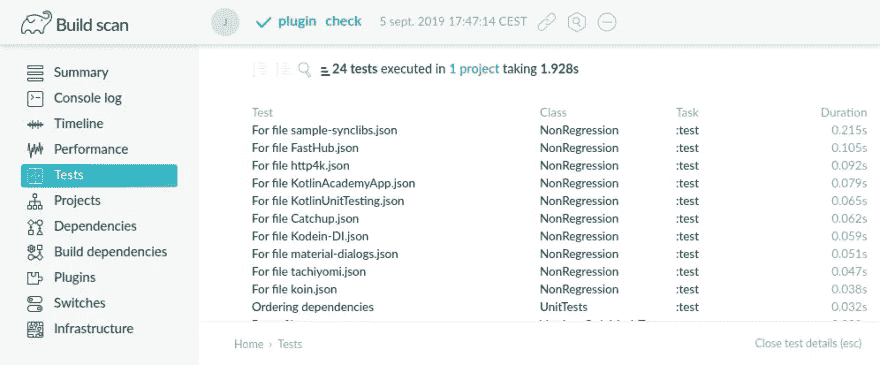 Build scan
J
plugin check 5 sept. 2019 17:47:14 CEST
Summary
Console log
Timeline
Performance
Tests
Projects
Dependencies
Build dependencies
Plugins
Switches
Infrastructure
24 tests executed in 1 project taking 1.928s
Test Class Task Duration
For file sample-synclibs.json NonRegression :test 0.215s
For file FastHub.json NonRegression :test 0.105s
For file http4k.json NonRegression :test 0.092s
For file KotlinAcademyApp.json NonRegression :test 0.079s
For file KotlinUnitTesting.json NonRegression :test 0.065s
For file Catchup.json NonRegression :test 0.062s
For file Kodein-DI.json NonRegression :test 0.059s
For file material-dialogs.json NonRegression :test 0.051s
For file tachiyomi.json NonRegression :test 0.047s
For file koin.json NonRegression :test 0.038s
Ordering dependencies UnitTests :test 0.032s
Home › Tests
Close test details (esc)